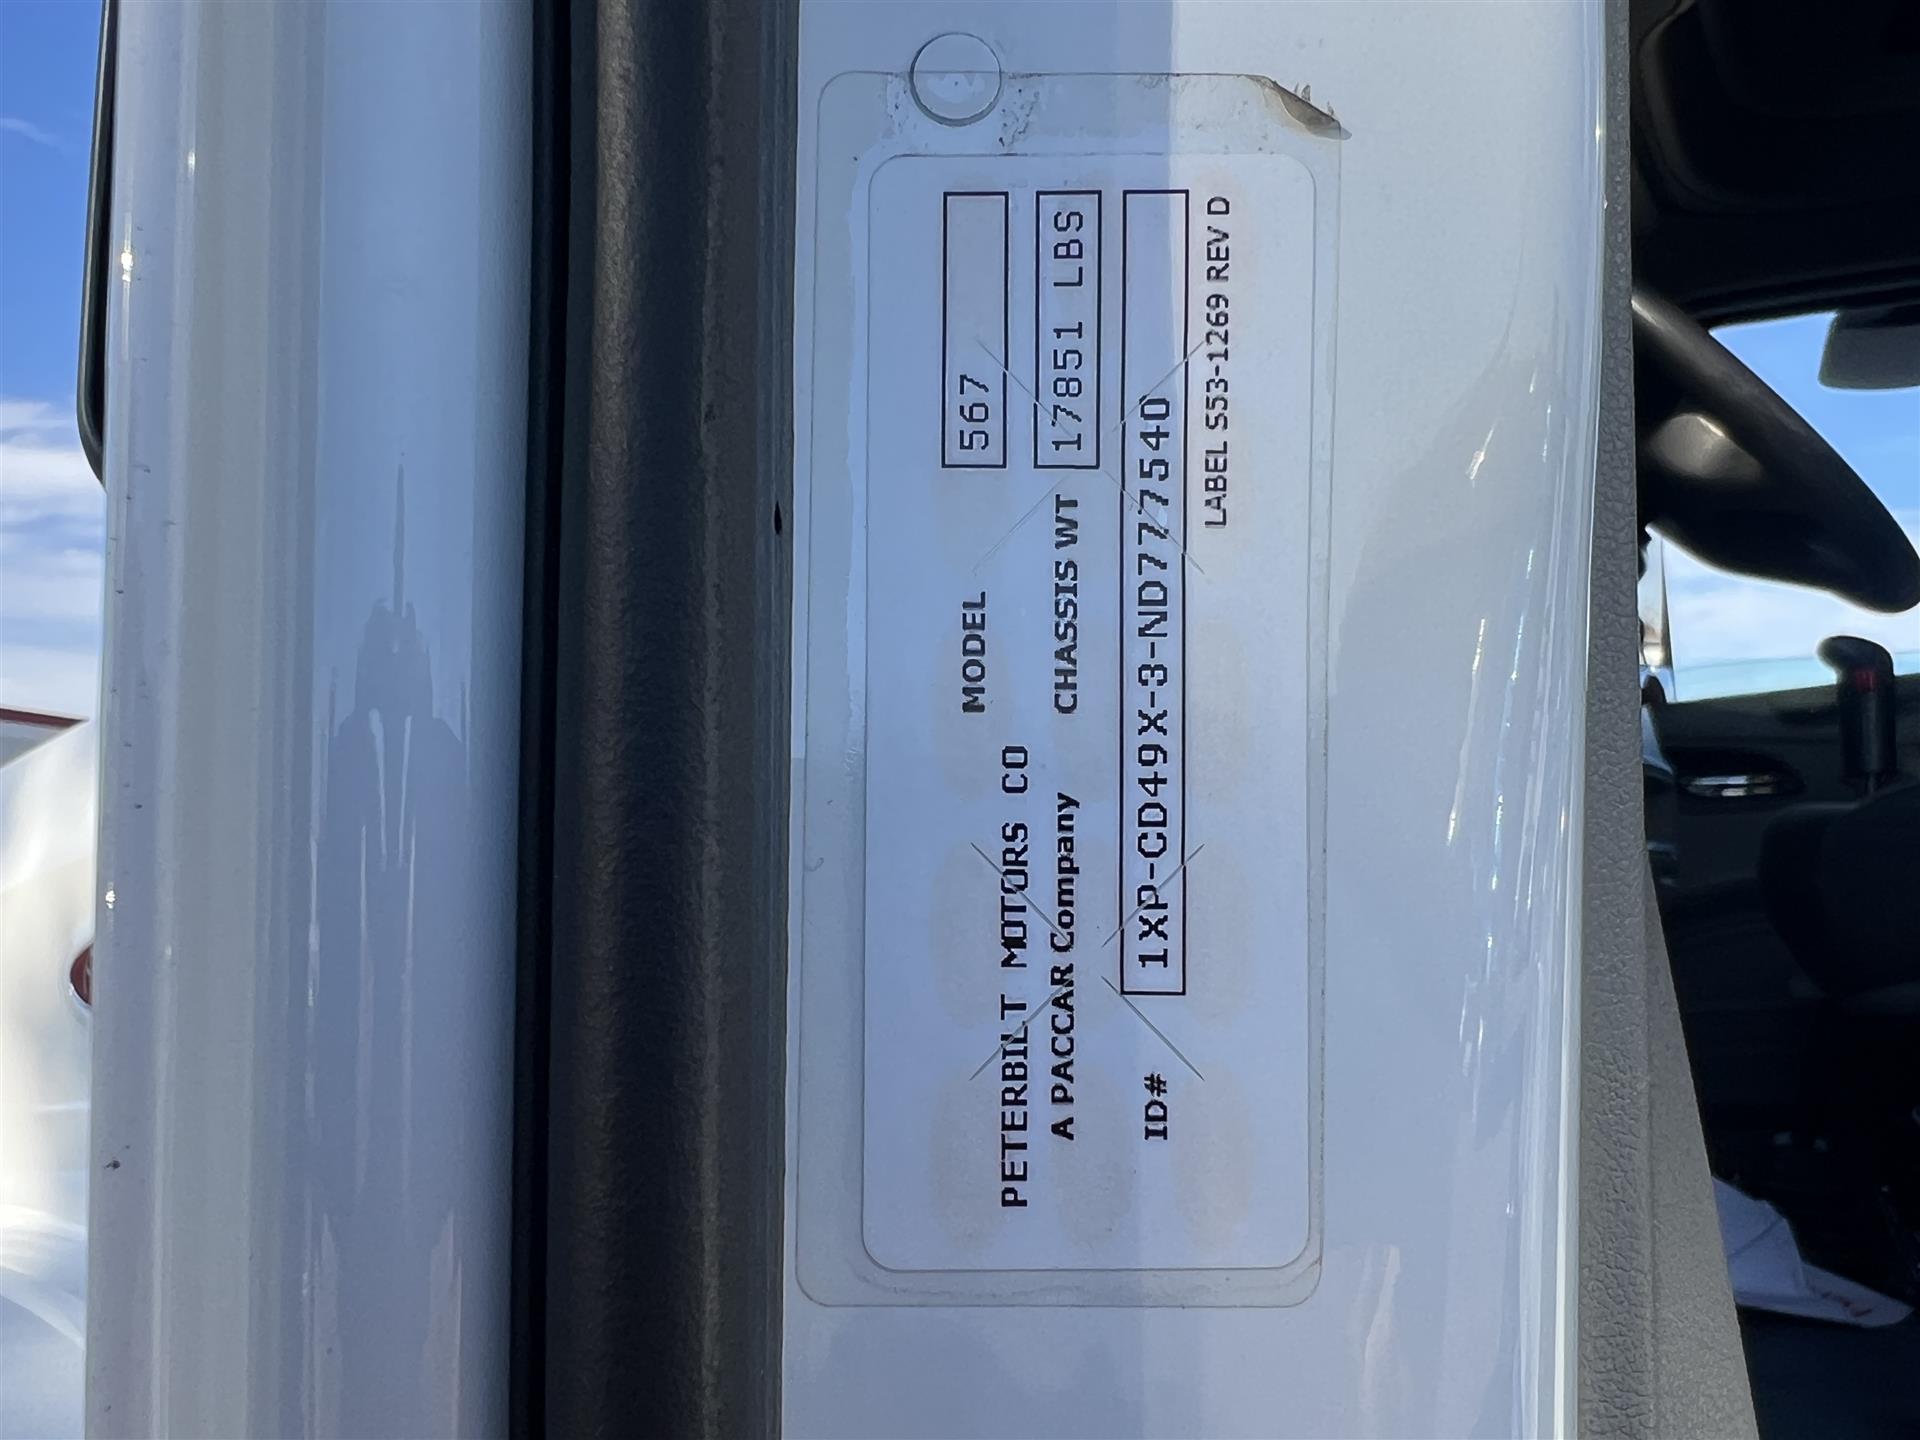 PETERBILT MOTORS CO
A PACCAR Company
MODEL 567
CHASSIS WT 17851 LBS
ID# 1XP-CD49X-3-ND777540
LABEL S53-1269 REV D